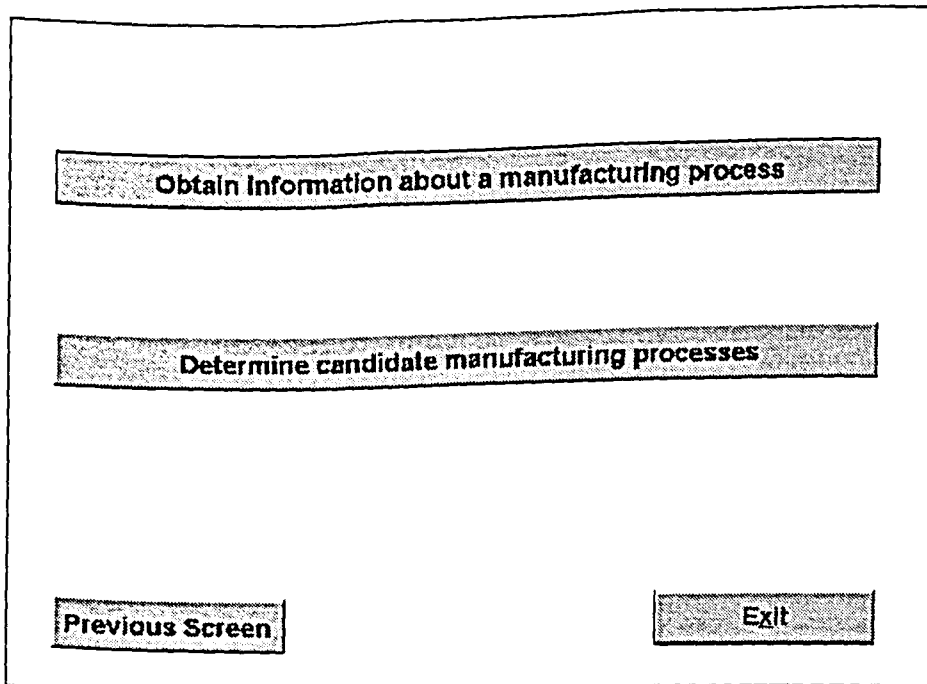 Obtain Information about a manufacturing process
Determine candidate manufacturing processes
Previous Screen
Exit